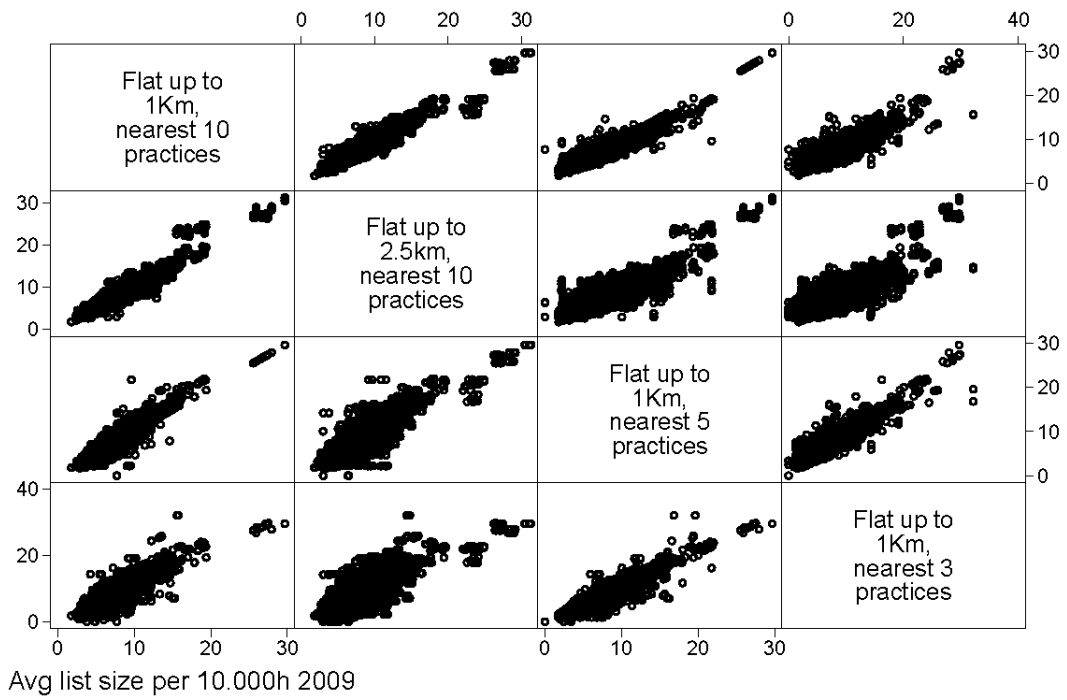 0 10 20 30 0 20 40
Flat up to
1Km,
nearest 10
practices
30
20
10
0
30
20
10
0
Flat up to
2.5km,
nearest 10
practices
Flat up to
1Km,
nearest 5
practices
30
20
10
0
40
20
0
Flat up to
1Km,
nearest 3
practices
0 10 20 30 0 10 20 30
Avg list size per 10.000h 2009